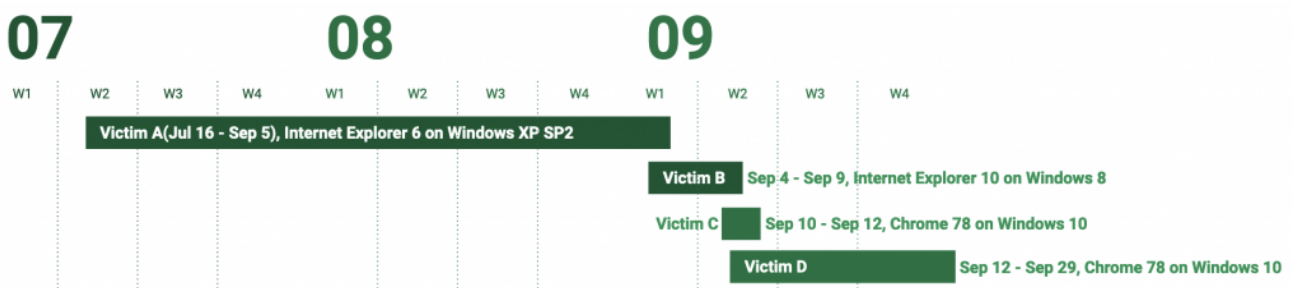 07 08 09
W1 W2 W3 W4 W1 W2 W3 W4 W1 W2 W3 W4
Victim A(Jul 16 - Sep 5), Internet Explorer 6 on Windows XP SP2
Victim B Sep 4 - Sep 9, Internet Explorer 10 on Windows 8
Victim C Sep 10 - Sep 12, Chrome 78 on Windows 10
Victim D Sep 12 - Sep 29, Chrome 78 on Windows 10